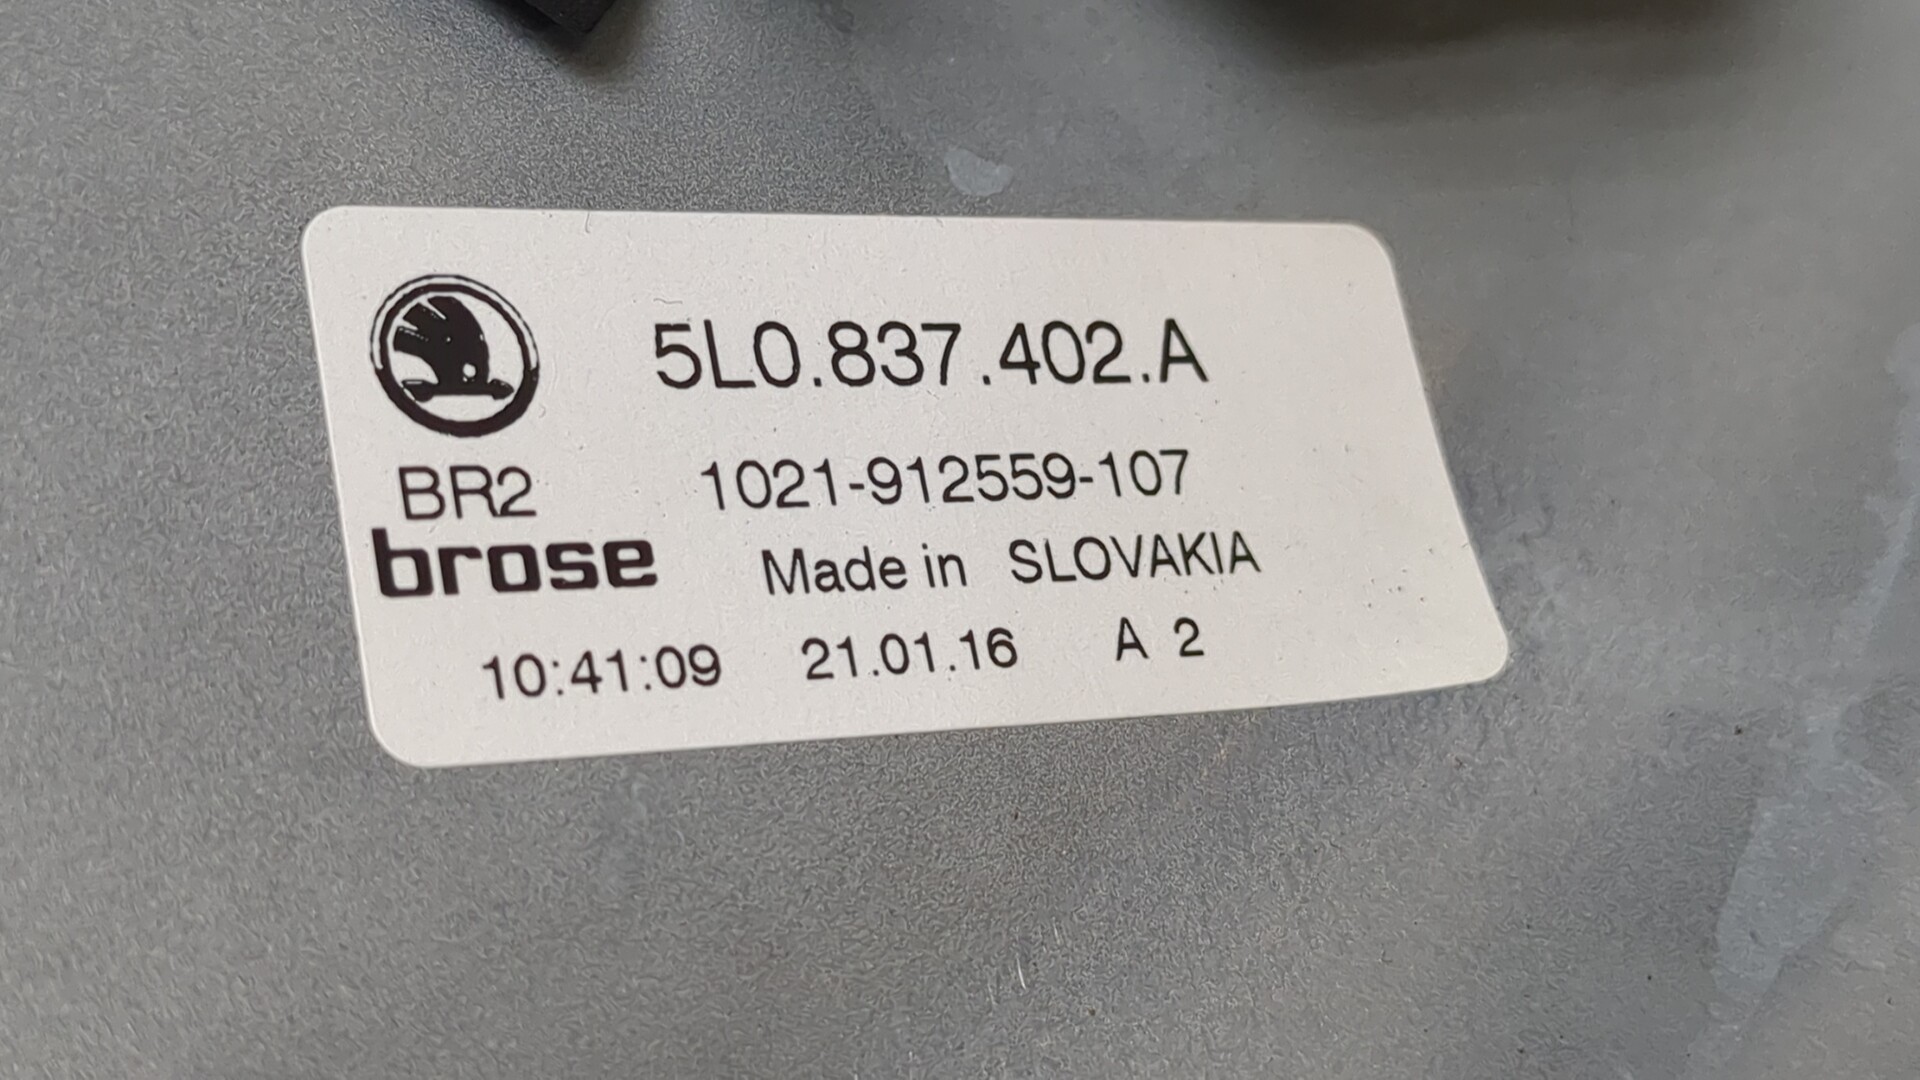 5L0.837.402.A
BR2 1021-912559-107
brose Made in SLOVAKIA
10:41:09 21.01.16 A 2